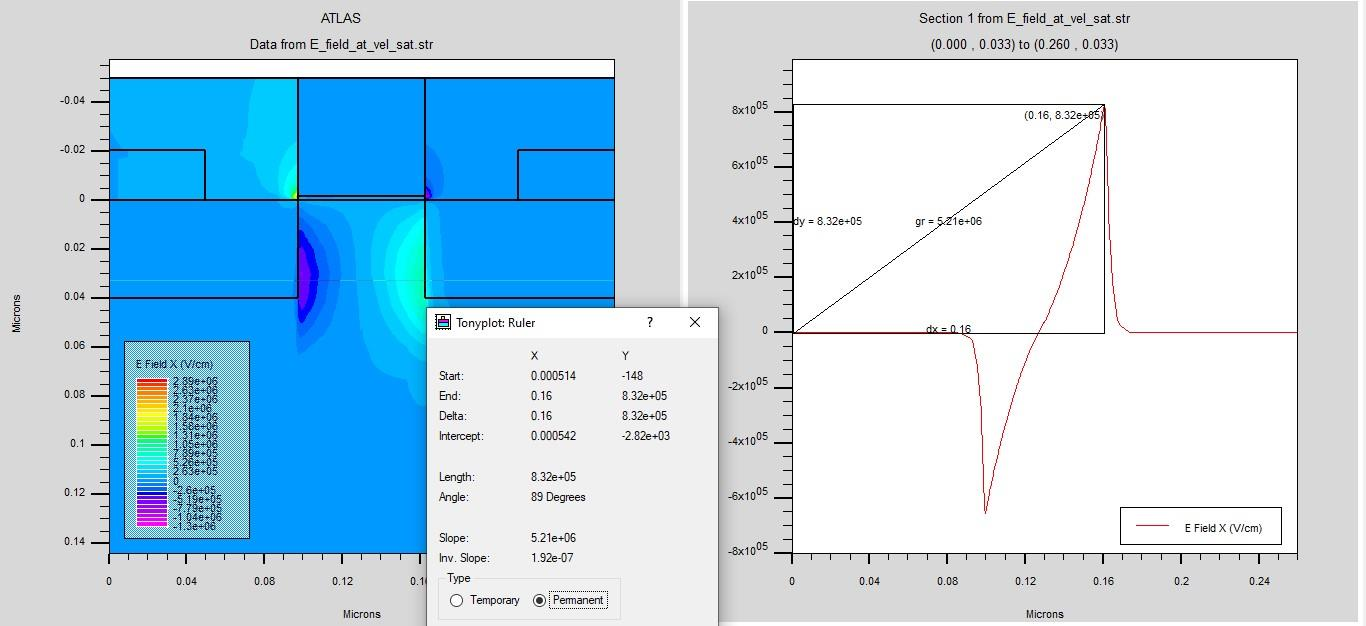 ATLAS
Data from E_field_at_vel_sat.str
-0.04
-0.02
0
0.02
0.04
0.06
0.08
0.1
0.12
0.14
Microns
E Field X (V/cm)
2.89e+06
2.63e+06
2.37e+06
2.1e+06
1.84e+06
1.58e+06
1.31e+06
1.05e+06
7.89e+05
5.26e+05
2.63e+05
0
-2.6e+05
-5.19e+05
-7.79e+05
-1.04e+06
-1.3e+06
0 0.04 0.08 0.12
Microns
Tonyplot: Ruler ?
X Y
Start: 0.000514 -148
End: 0.16 8.32e+05
Delta: 0.16 8.32e+05
Intercept: 0.000542 -2.82e+03
Length: 8.32e+05
Angle: 89 Degrees
Slope: 5.21e+06
Inv. Slope: 1.92e-07
Type
Temporary Permanent
Section 1 from E_field_at_vel_sat.str
(0.000 , 0.033) to (0.260 , 0.033)
8x10^05
6x10^05
4x10^05
2x10^05
0
-2x10^05
-4x10^05
-6x10^05
-8x10^05
(0.16, 8.32e+05)
dy = 8.32e+05
gr = 5.21e+06
dx = 0.16
E Field X (V/cm)
0 0.04 0.08 0.12 0.16 0.2 0.24
Microns